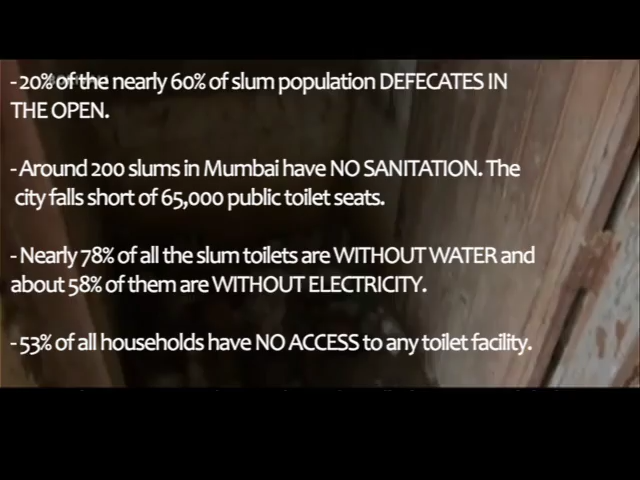 - 20% of the nearly 60% of slum population DEFECATES IN
THE OPEN.
- Around 200 slums in Mumbai have NO SANITATION. The
city falls short of 65,000 public toilet seats.
- Nearly 78% of all the slum toilets are WITHOUT WATER and
about 58% of them are WITHOUT ELECTRICITY.
- 53% of all households have NO ACCESS to any toilet facility.